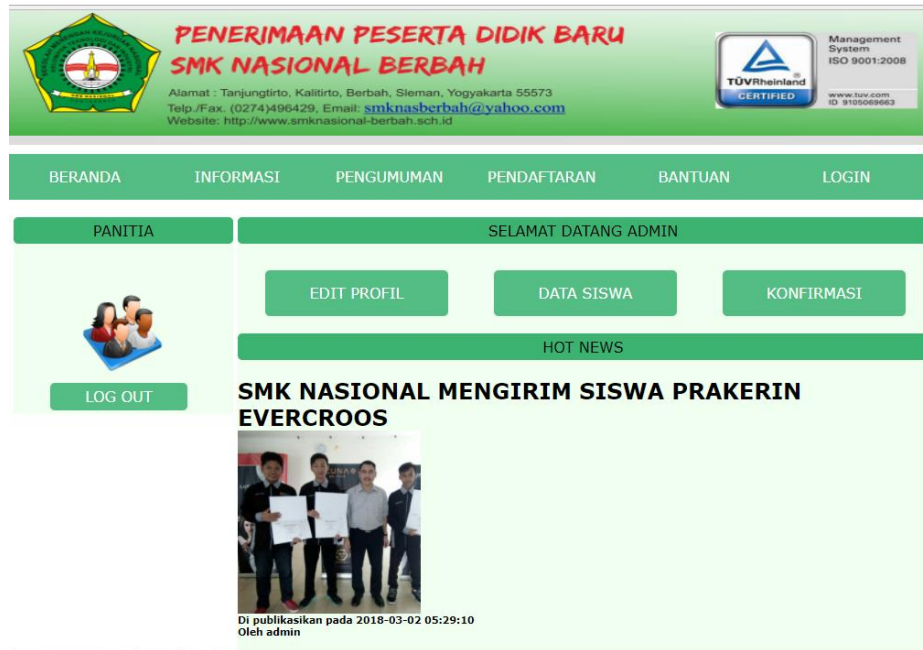 PENERIMAAN PESERTA DIDIK BARU
SMK NASIONAL BERBAH
Alamat : Tanjungtirto, Kalitirto, Berbah, Sleman, Yogyakarta 55573
Telp./Fax. (0274)496429, Email: smknasberbah@yahoo.com
Website: http://www.smknasional-berbah.sch.id
TÜVRheinland
CERTIFIED
Management
System
ISO 9001:2008
www.tuv.com
ID 9105069663
BERANDA INFORMASI PENGUMUMAN PENDAFTARAN BANTUAN LOGIN
PANITIA
LOG OUT
SELAMAT DATANG ADMIN
EDIT PROFIL DATA SISWA KONFIRMASI
HOT NEWS
SMK NASIONAL MENGIRIM SISWA PRAKERIN
EVERCROOS
Di publikasikan pada 2018-03-02 05:29:10
Oleh admin